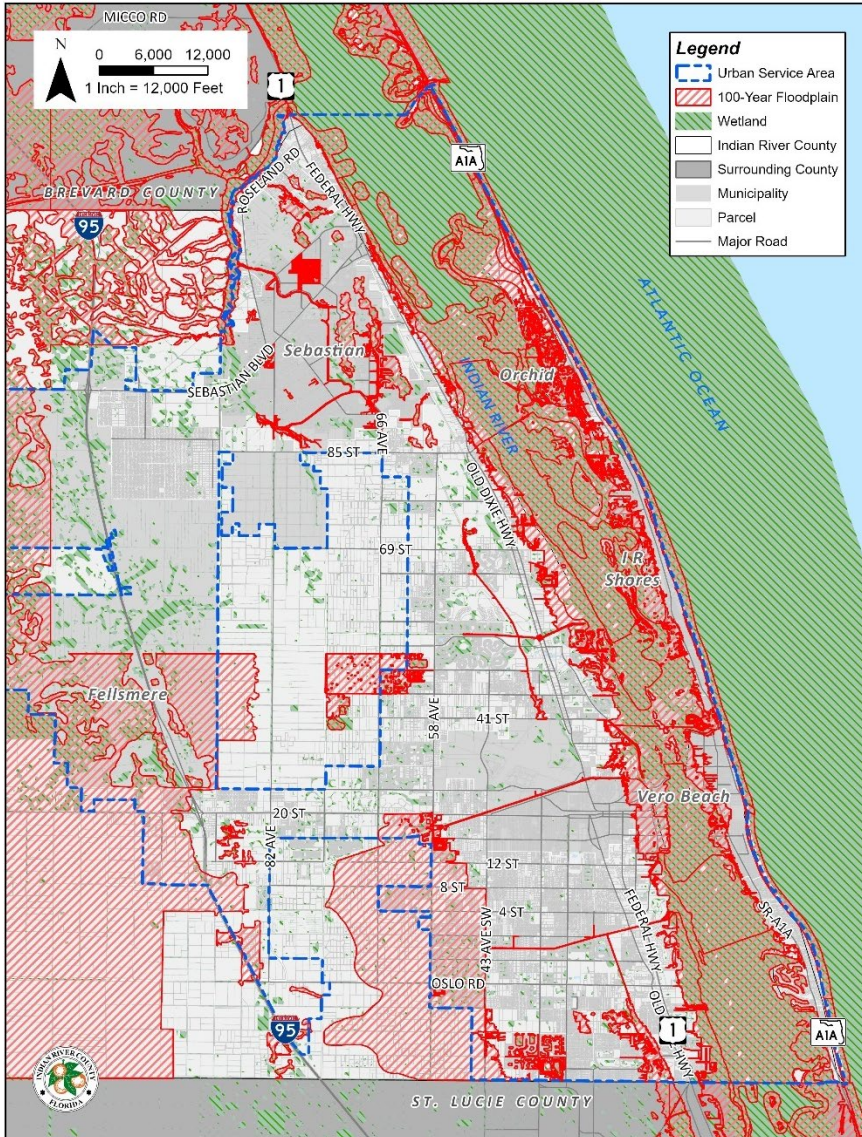 MICCO RD
N
0 6,000 12,000
1 Inch = 12,000 Feet
1
Legend
Urban Service Area
100-Year Floodplain
Wetland
Indian River County
Surrounding County
Municipality
Parcel
Major Road
A1A
ROSELAND RD
FEDERAL HWY
BREVARD COUNTY
INTERSTATE
95
ATLANTIC OCEAN
Sebastian
SEBASTIAN BLVD
Orchid
INDIAN RIVER
66 AVE
85 ST
OLD DIXIE HWY
69 ST
I R
Shores
Fellsmere
58 AVE
41 ST
Vero Beach
20 ST
82 AVE
12 ST
8 ST
4 ST
43 AVE SW
FEDERAL HWY
SR-A1A
OSLO RD
INTERSTATE
95
1
OLD
HWY
A1A
INDIAN RIVER COUNTY
FLORIDA
ST. LUCIE COUNTY